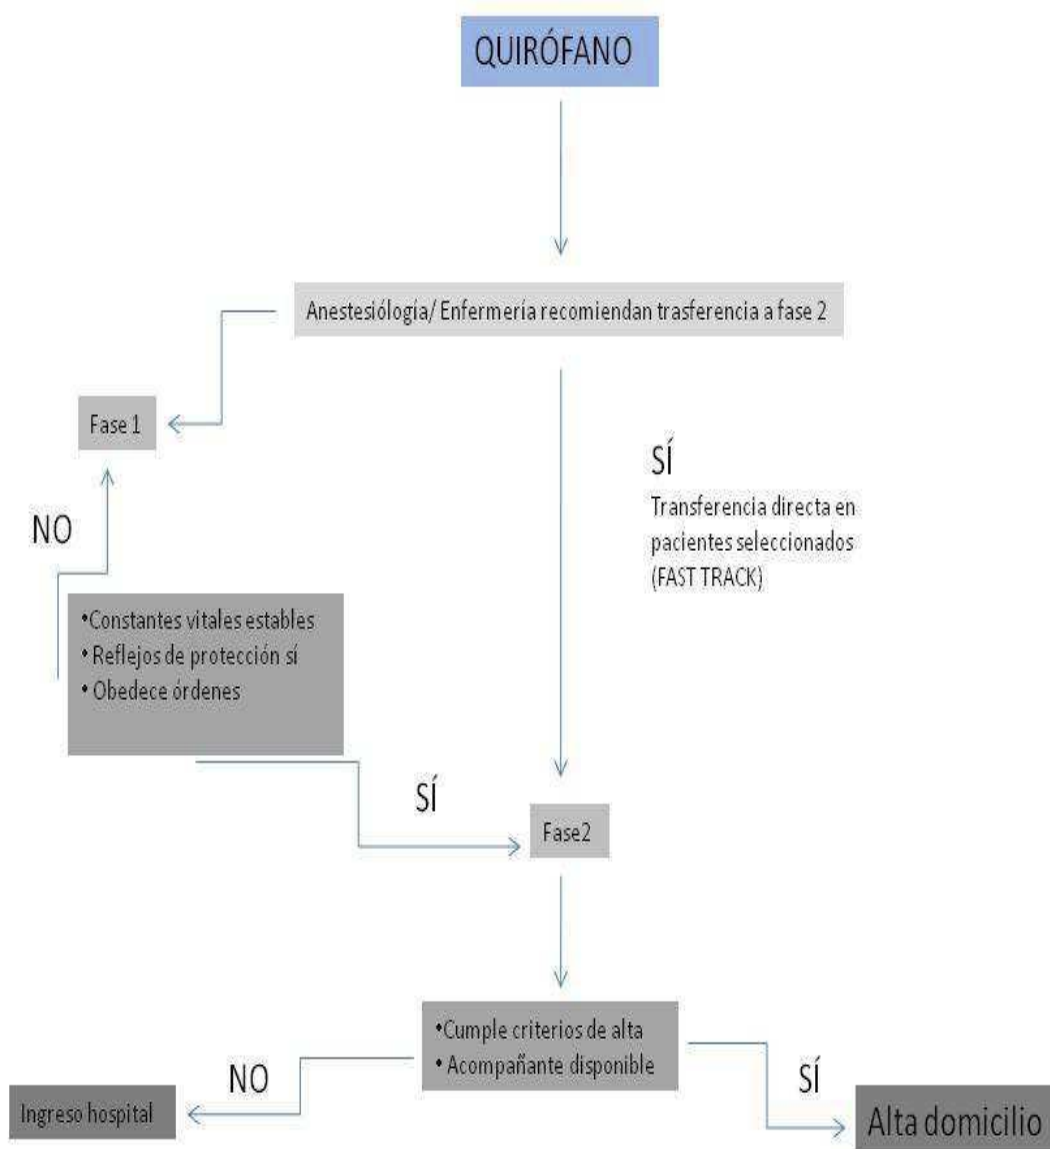 QUIRÓFANO
Anestesiólogía/ Enfermería recomiendan trasferencia a fase 2
Fase 1
SÍ
Transferencia directa en
pacientes seleccionados
(FAST TRACK)
NO
•Constantes vitales estables
• Reflejos de protección sí
• Obedece órdenes
SÍ
Fase2
•Cumple criterios de alta
• Acompañante disponible
NO
SÍ
Ingreso hospital
Alta domicilio